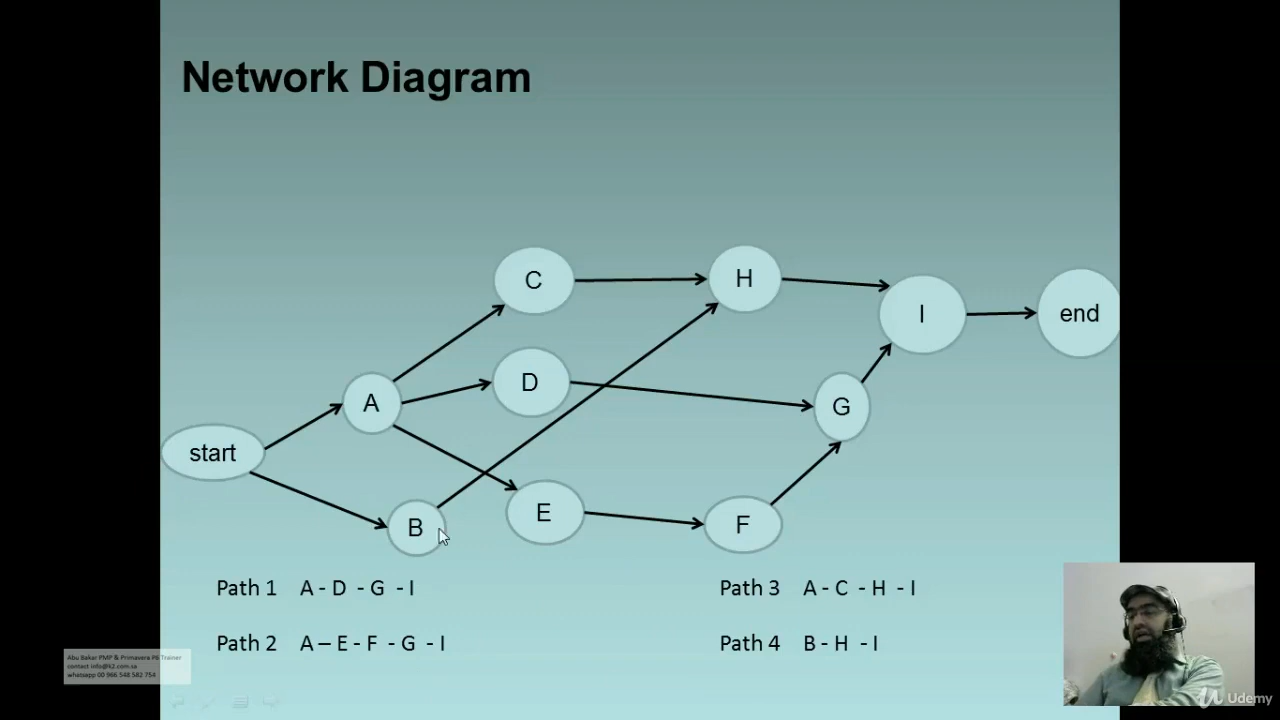 Network Diagram
C
H
I
end
D
A
G
start
E
F
B
Path 1 A - D - G - I
Path 3 A - C - H - I
Path 2 A – E - F - G - I
Path 4 B - H - I
Abu Bakar PMP & Primavera P6 Trainer
contact info@k2.com.sa
whatsapp 00 966 548 582 754
Udemy